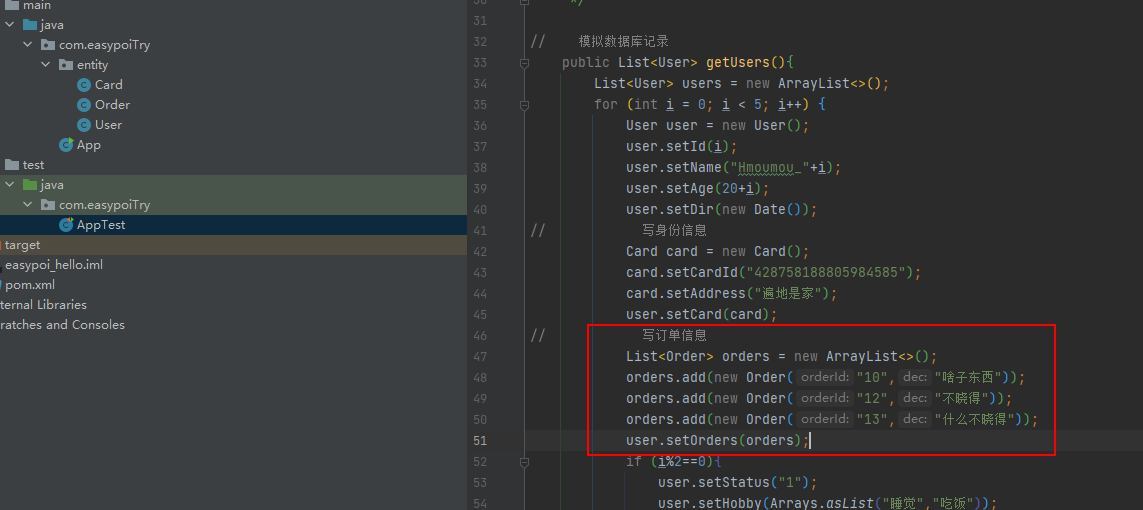 main
java
com.easypoiTry
entity
Card
Order
User
App
test
java
com.easypoiTry
AppTest
target
easypoi_hello.iml
pom.xml
ternal Libraries
ratches and Consoles
*/
31
32 // 模拟数据库记录
33 public List<User> getUsers(){
34 List<User> users = new ArrayList<>();
35 for (int i = 0; i < 5; i++) {
36 User user = new User();
37 user.setId(i);
38 user.setName("Hmoumou_"+i);
39 user.setAge(20+i);
40 user.setDir(new Date());
41 // 写身份信息
42 Card card = new Card();
43 card.setCardId("428758188805984585");
44 card.setAddress("遍地是家");
45 user.setCard(card);
46 // 写订单信息
47 List<Order> orders = new ArrayList<>();
48 orders.add(new Order( orderId: "10", dec: "啥子东西"));
49 orders.add(new Order( orderId: "12", dec: "不晓得"));
50 orders.add(new Order( orderId: "13", dec: "什么不晓得"));
51 user.setOrders(orders);
52 if (i%2==0){
53 user.setStatus("1");
54 user.setHobby(Arrays.asList("睡觉","吃饭"));